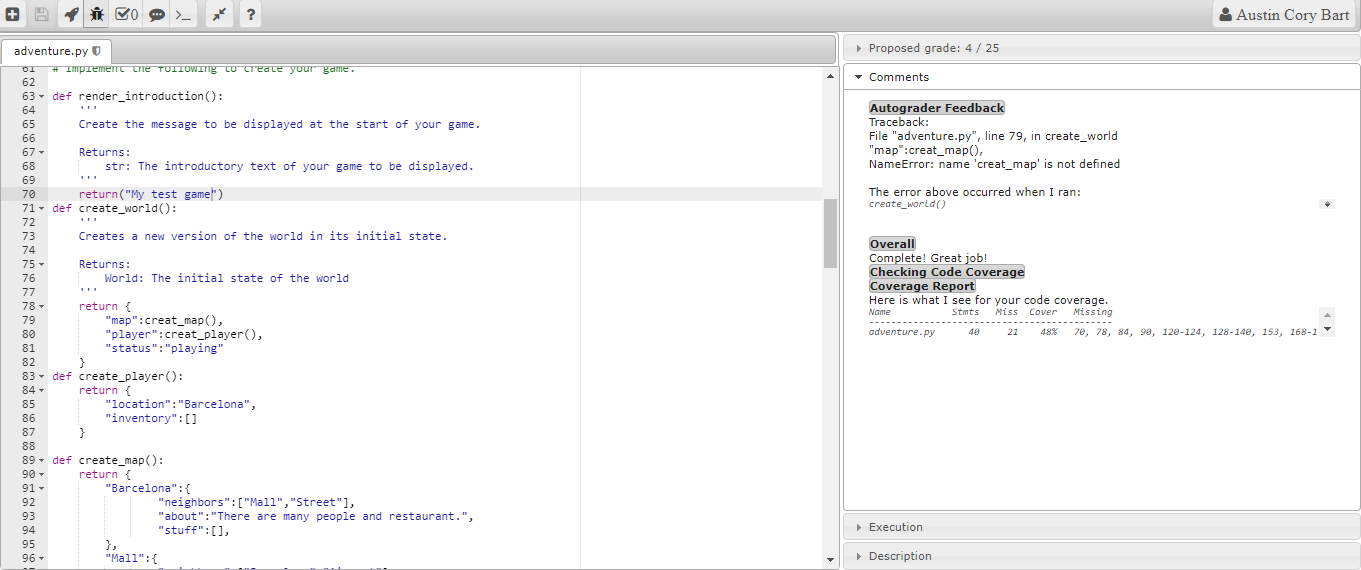 0
?
Austin Cory Bart
adventure.py
Proposed grade: 4 / 25
Comments
61 # Implement the following to create your game.
62
63 def render_introduction():
64 '''
65 Create the message to be displayed at the start of your game.
66
67 Returns:
68 str: The introductory text of your game to be displayed.
69 '''
70 return("My test game")
71 def create_world():
72 '''
73 Creates a new version of the world in its initial state.
74
75 Returns:
76 World: The initial state of the world
77 '''
78 return {
79 "map":creat_map(),
80 "player":creat_player(),
81 "status":"playing"
82 }
83 def create_player():
84 return {
85 "location":"Barcelona",
86 "inventory":[]
87 }
88
89 def create_map():
90 return {
91 "Barcelona":{
92 "neighbors":["Mall","Street"],
93 "about":"There are many people and restaurant.",
94 "stuff":[],
95 },
96 "Mall":{
Autograder Feedback
Traceback:
File "adventure.py", line 79, in create_world
"map":creat_map(),
NameError: name 'creat_map' is not defined
The error above occurred when I ran:
create_world()
Overall
Complete! Great job!
Checking Code Coverage
Coverage Report
Here is what I see for your code coverage.
Name Stmts Miss Cover Missing
-----------------------------------------
adventure.py 40 21 48% 70, 78, 84, 90, 120-124, 128-140, 153, 168-1
Execution
Description